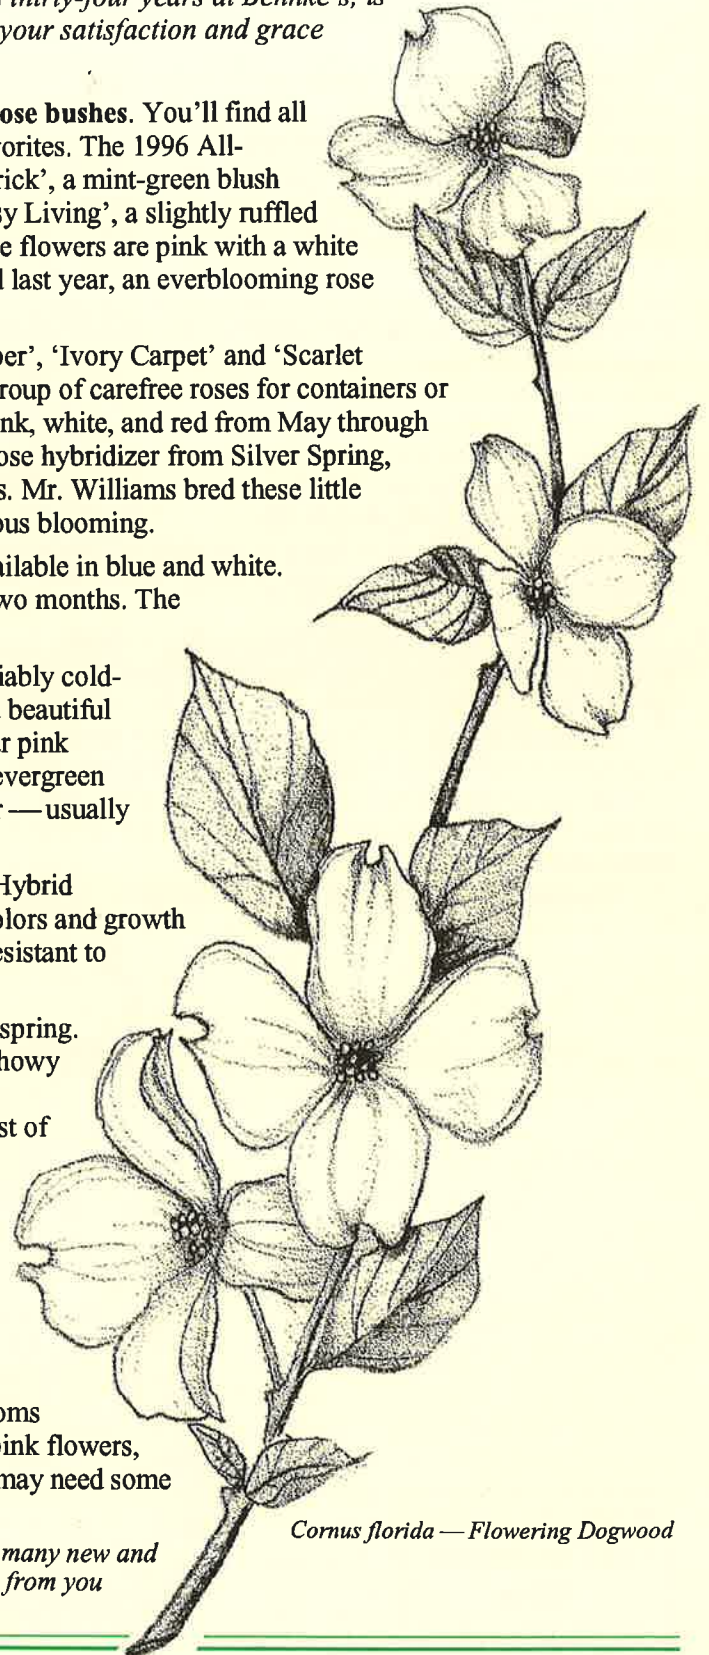 thirty-four years at Behnke's, is
your satisfaction and grace
ose bushes. You'll find all
orites. The 1996 All-
rick', a mint-green blush
sy Living', a slightly ruffled
e flowers are pink with a white
l last year, an everblooming rose
per', 'Ivory Carpet' and 'Scarlet
roup of carefree roses for containers or
nk, white, and red from May through
ose hybridizer from Silver Spring,
s. Mr. Williams bred these little
ous blooming.
ailable in blue and white.
wo months. The
iably cold-
beautiful
r pink
evergreen
r — usually
Hybrid
olors and growth
esistant to
spring.
howy
st of
oms
pink flowers,
may need some
Cornus florida — Flowering Dogwood
many new and
from you